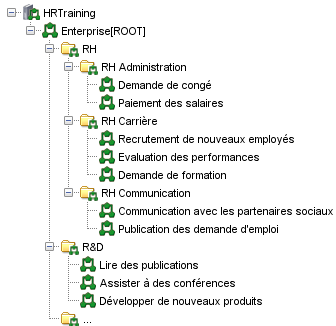 HRTraining
Enterprise[ROOT]
RH
RH Administration
Demande de congé
Paiement des salaires
RH Carrière
Recrutement de nouveaux employés
Evaluation des performances
Demande de formation
RH Communication
Communication avec les partenaires sociaux
Publication des demande d'emploi
R&D
Lire des publications
Assister à des conférences
Développer de nouveaux produits
...